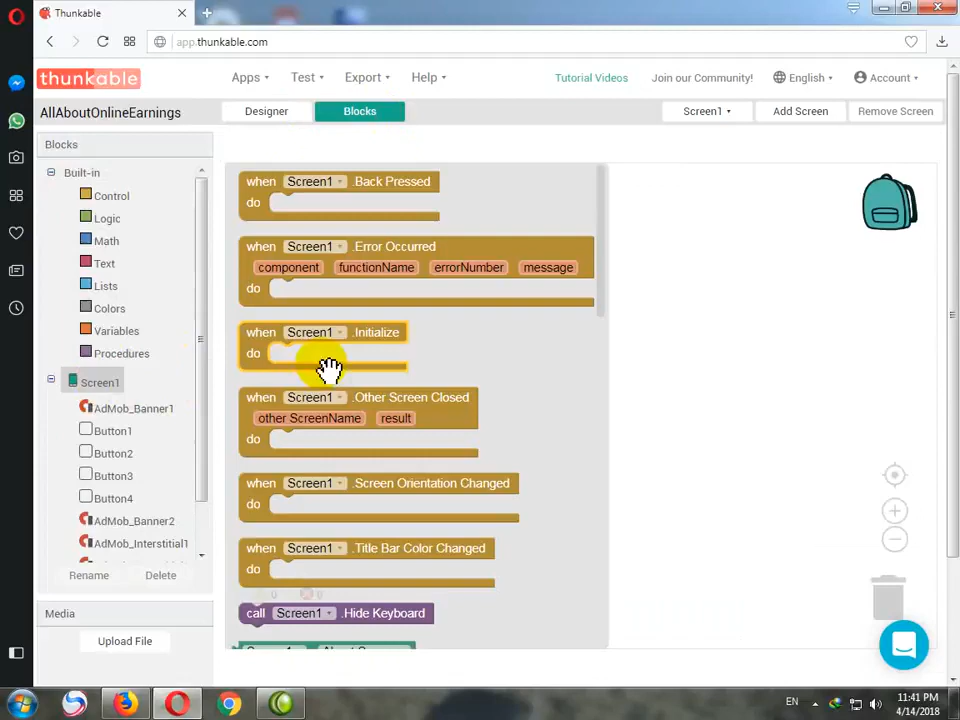 Thunkable
app.thunkable.com
thunkable
Apps
Test
Export
Help
Tutorial Videos
Join our Community!
English
Account
AllAboutOnlineEarnings
Designer
Blocks
Screen1
Add Screen
Remove Screen
Blocks
Built-in
Control
Logic
Math
Text
Lists
Colors
Variables
Procedures
Screen1
AdMob_Banner1
Button1
Button2
Button3
Button4
AdMob_Banner2
AdMob_Interstitial1
Rename
Delete
Media
Upload File
when Screen1 .Back Pressed
do
when Screen1 .Error Occurred
component functionName errorNumber message
do
when Screen1 .Initialize
do
when Screen1 .Other Screen Closed
other ScreenName result
do
when Screen1 .Screen Orientation Changed
do
when Screen1 .Title Bar Color Changed
do
call Screen1 .Hide Keyboard
EN
11:41 PM
4/14/2018